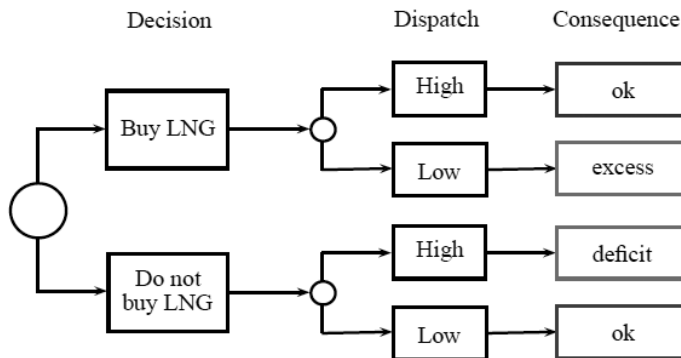 Decision
Dispatch
Consequence
Buy LNG
High
ok
Low
excess
Do not
buy LNG
High
deficit
Low
ok